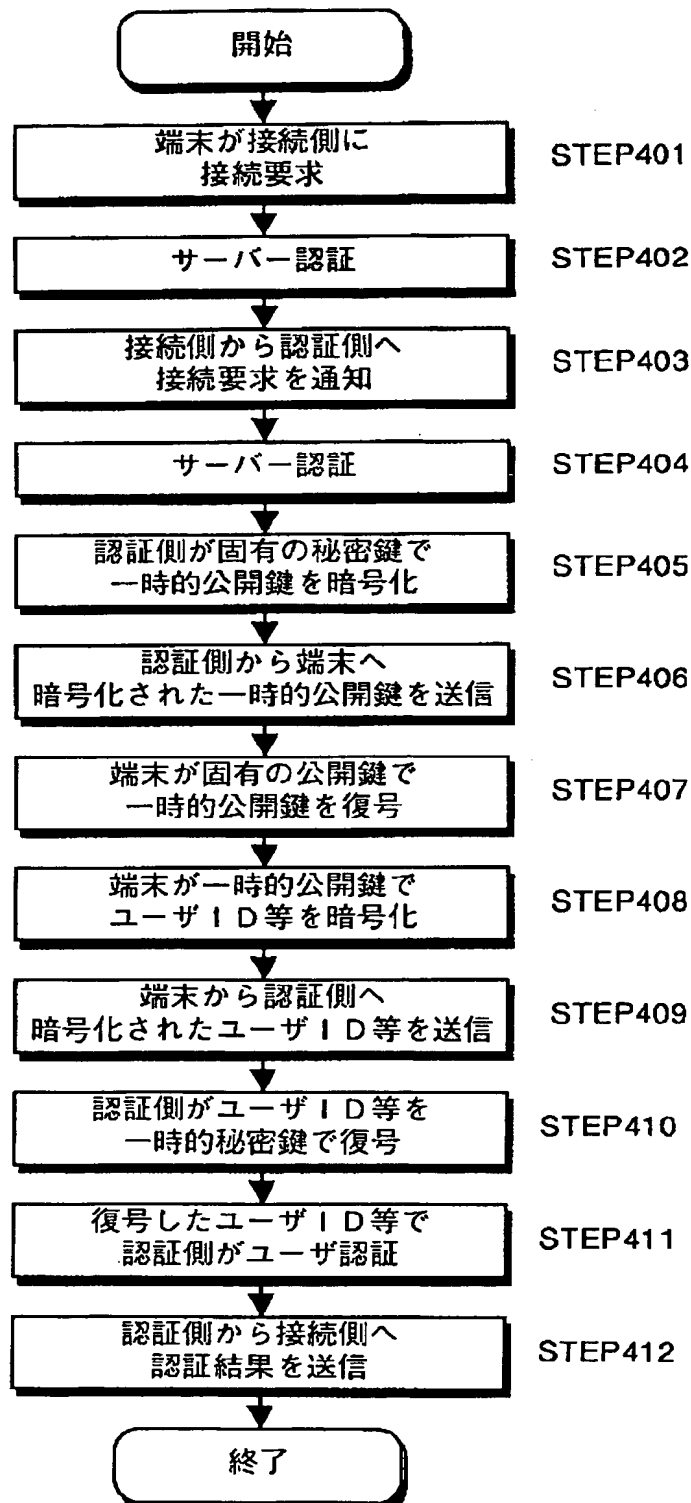 開始
端末が接続側に
接続要求
STEP401
サーバー認証
STEP402
接続側から認証側へ
接続要求を通知
STEP403
サーバー認証
STEP404
認証側が固有の秘密鍵で
一時的公開鍵を暗号化
STEP405
認証側から端末へ
暗号化された一時的公開鍵を送信
STEP406
端末が固有の公開鍵で
一時的公開鍵を復号
STEP407
端末が一時的公開鍵で
ユーザID等を暗号化
STEP408
端末から認証側へ
暗号化されたユーザID等を送信
STEP409
認証側がユーザID等を
一時的秘密鍵で復号
STEP410
復号したユーザID等で
認証側がユーザ認証
STEP411
認証側から接続側へ
認証結果を送信
STEP412
終了